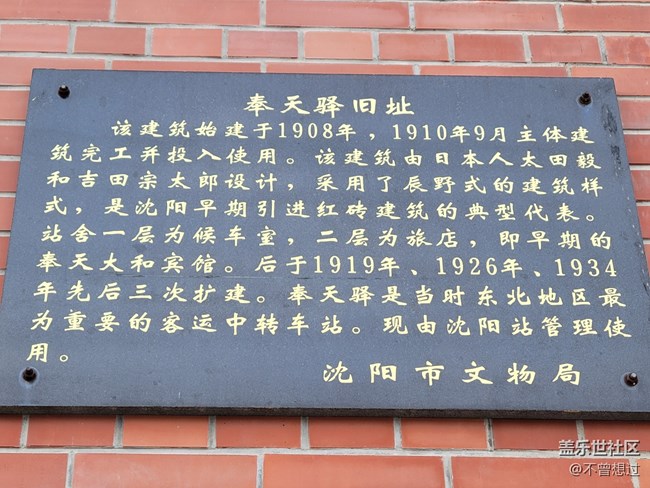 奉天驿旧址
该建筑始建于1908年，1910年9月主体建
筑完工并投入使用。该建筑由日本人太田毅
和吉田宗太郎设计，采用了辰野式的建筑样
式，是沈阳早期引进红砖建筑的典型代表。
站舍一层为候车室，二层为旅店，即早期的
奉天大和宾馆。后于1919年、1926年、1934
年先后三次扩建。奉天驿是当时东北地区最
为重要的客运中转车站。现由沈阳站管理使
用。
沈阳市文物局
盖乐世社区
@不曾想过